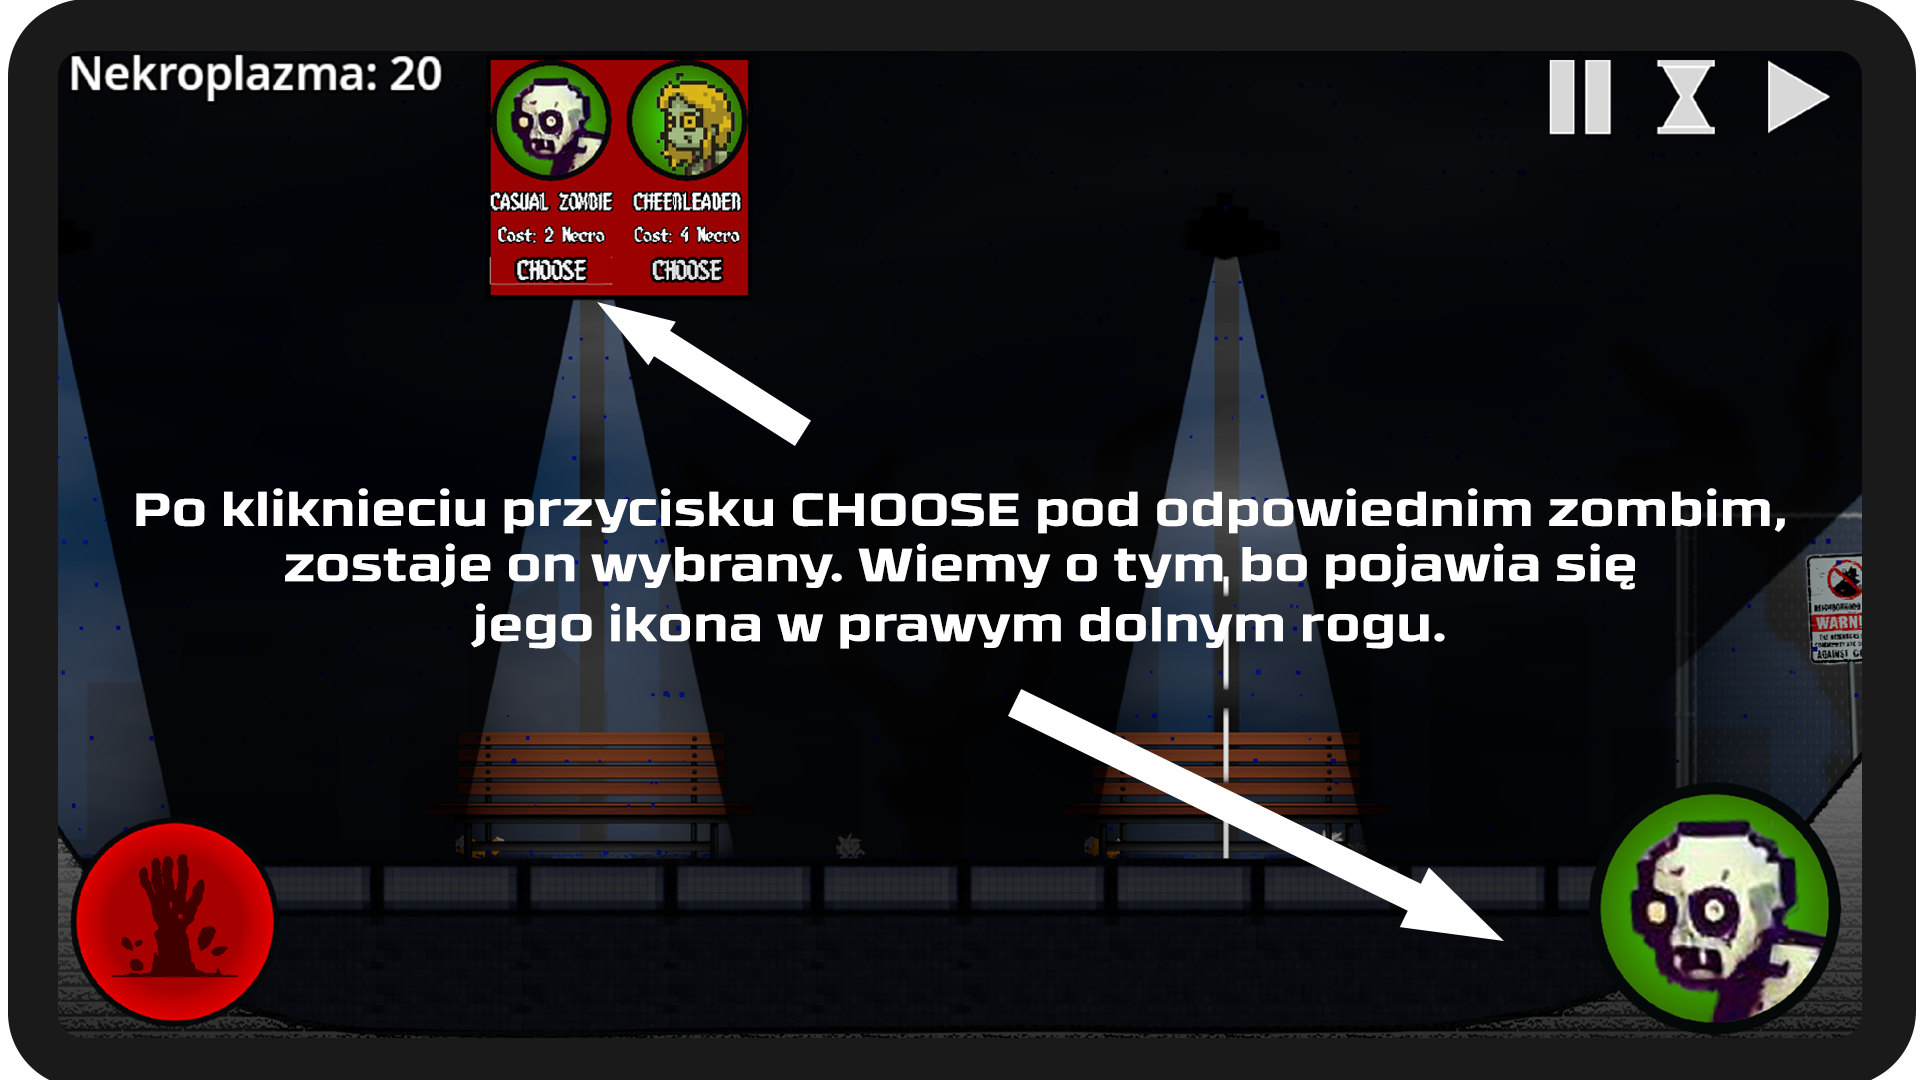 Nekroplazma: 20
CASUAL ZOMBIE
CHEERLEADER
Cost: 2 Necro
Cost: 4 Necro
CHOOSE
CHOOSE
Po kliknieciu przycisku CHOOSE pod odpowiednim zombim,
zostaje on wybrany. Wiemy o tym bo pojawia się
jego ikona w prawym dolnym rogu.
WARN
AGAINST C